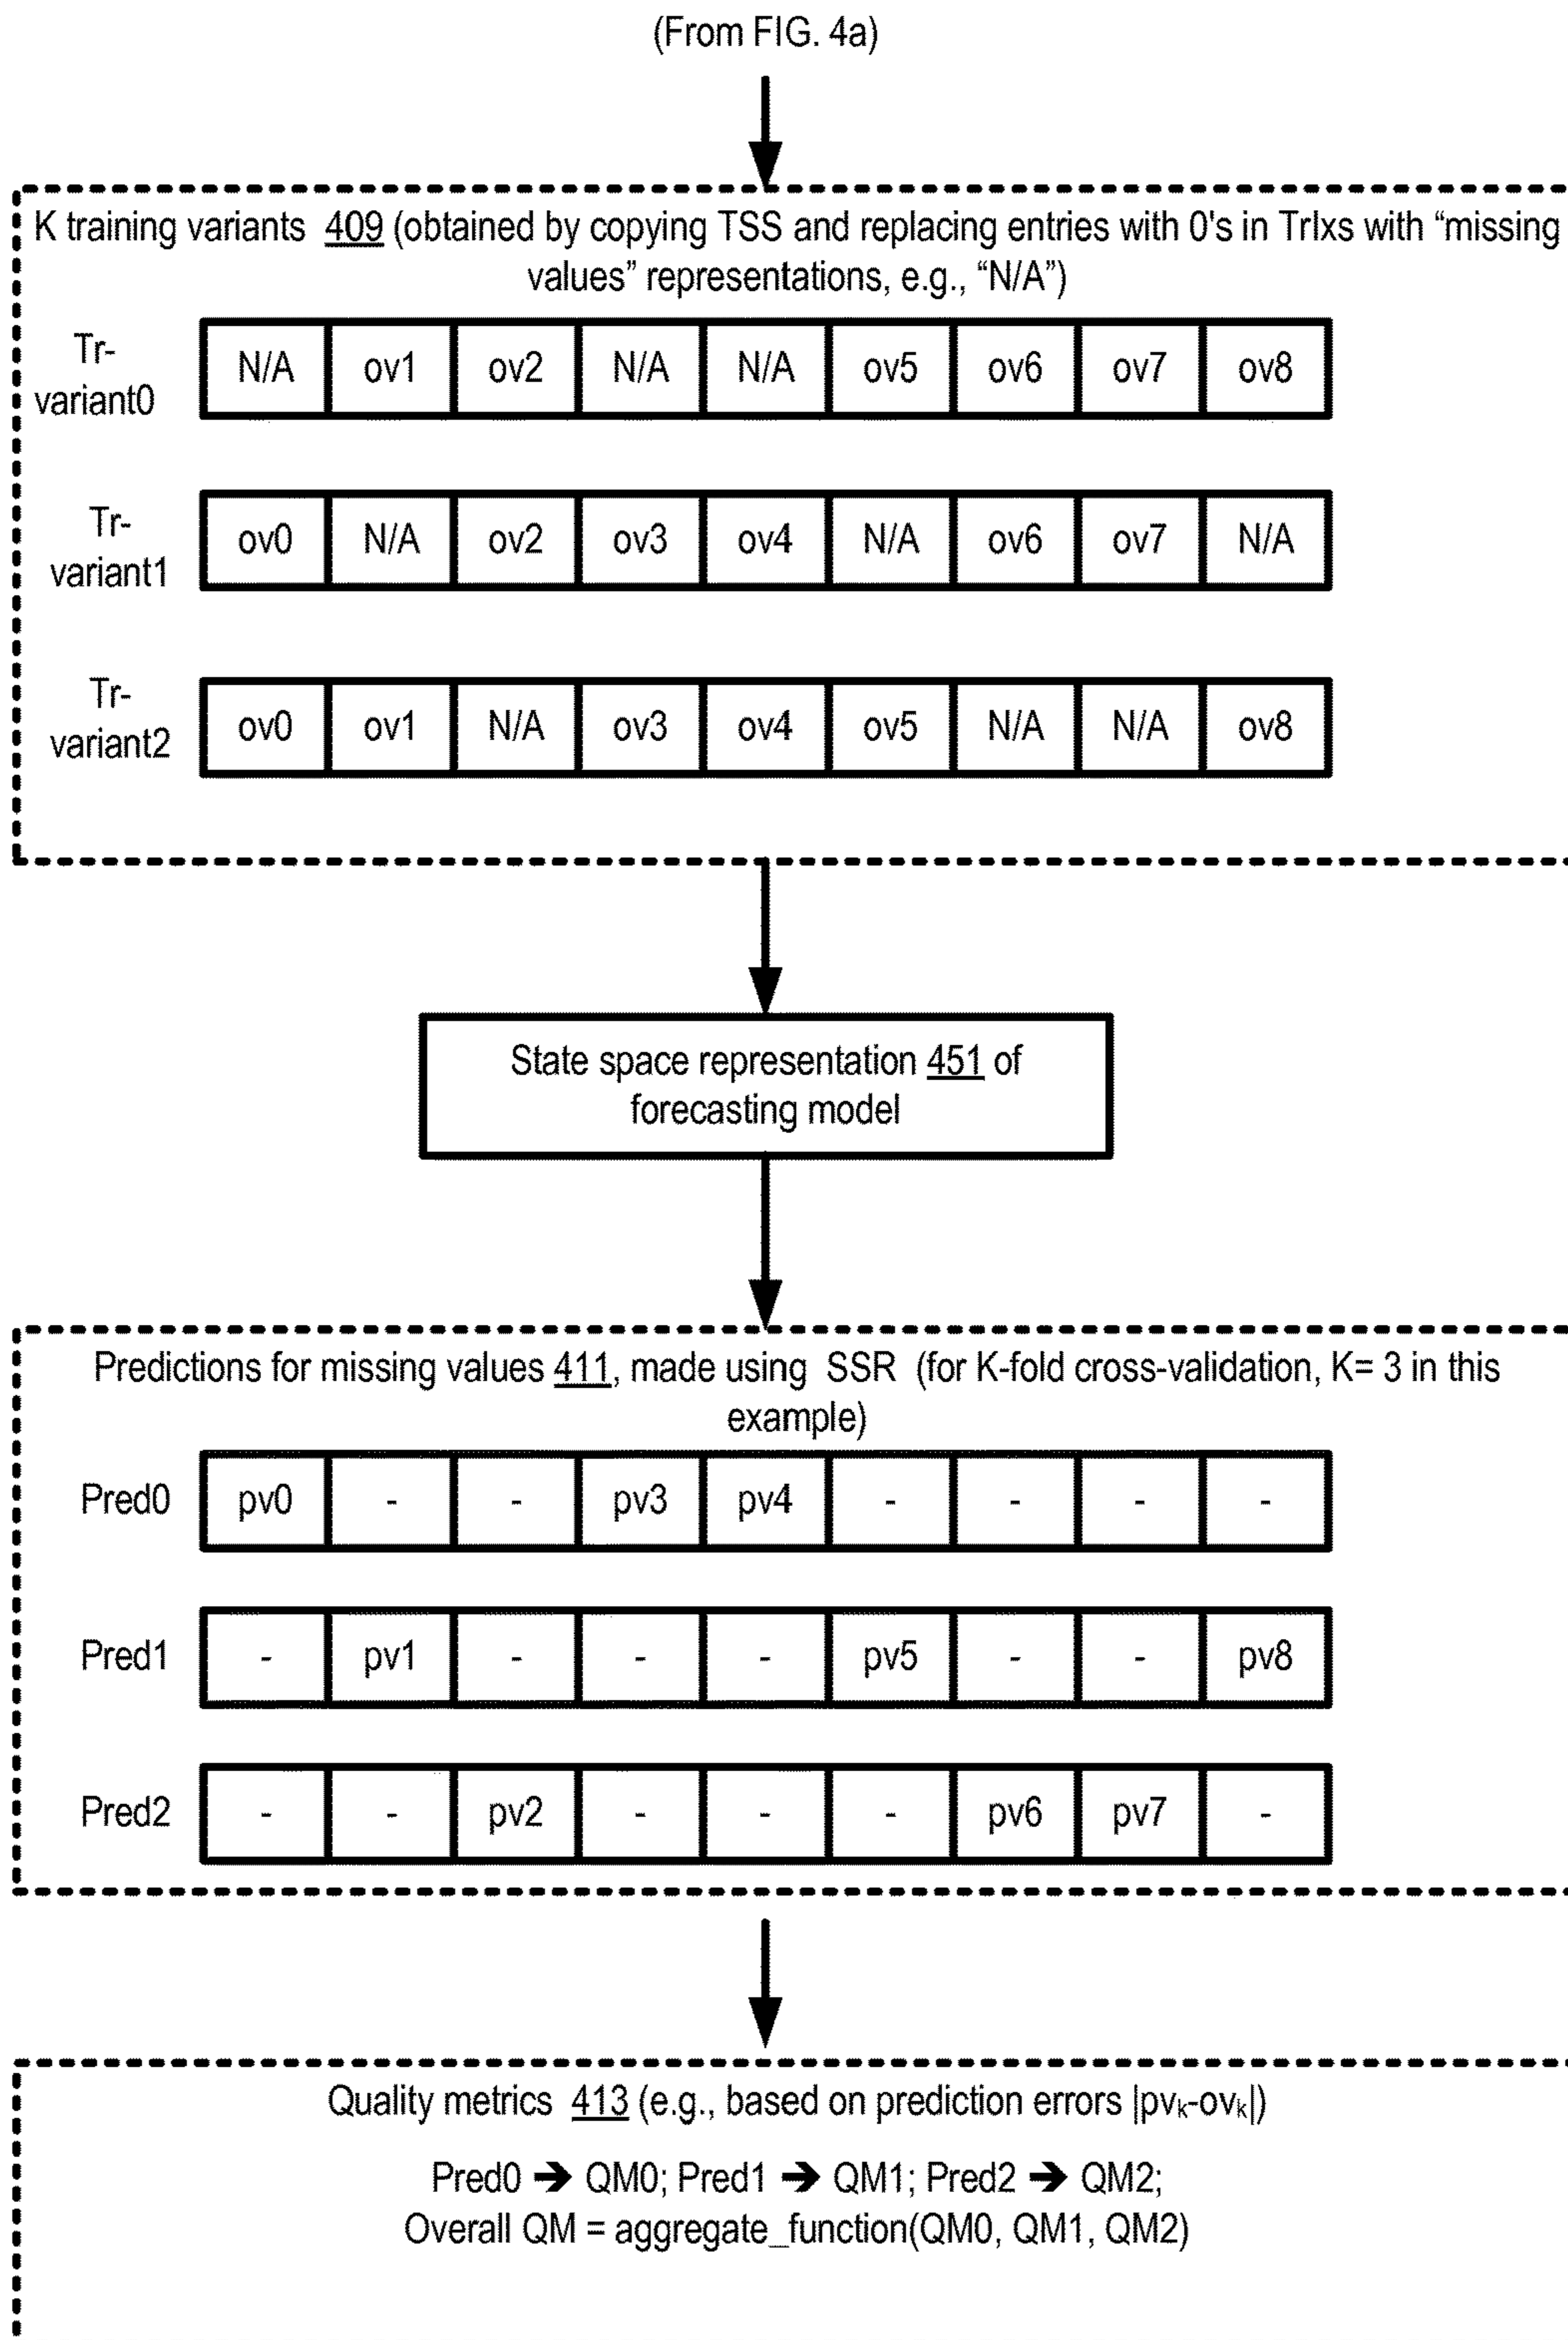 (From FIG. 4a)
K training variants 409 (obtained by copying TSS and replacing entries with 0's in TrIxs with “missing
values” representations, e.g., “N/A”)
Tr-
variant0
N/A ov1 ov2 N/A N/A ov5 ov6 ov7 ov8
Tr-
variant1
ov0 N/A ov2 ov3 ov4 N/A ov6 ov7 N/A
Tr-
variant2
ov0 ov1 N/A ov3 ov4 ov5 N/A N/A ov8
State space representation 451 of
forecasting model
Predictions for missing values 411, made using SSR (for K-fold cross-validation, K= 3 in this
example)
Pred0 pv0 - - pv3 pv4 - - - -
Pred1 - pv1 - - - pv5 - - pv8
Pred2 - - pv2 - - - pv6 pv7 -
Quality metrics 413 (e.g., based on prediction errors |pvₖ-ovₖ|)
Pred0 ➔ QM0; Pred1 ➔ QM1; Pred2 ➔ QM2;
Overall QM = aggregate_function(QM0, QM1, QM2)